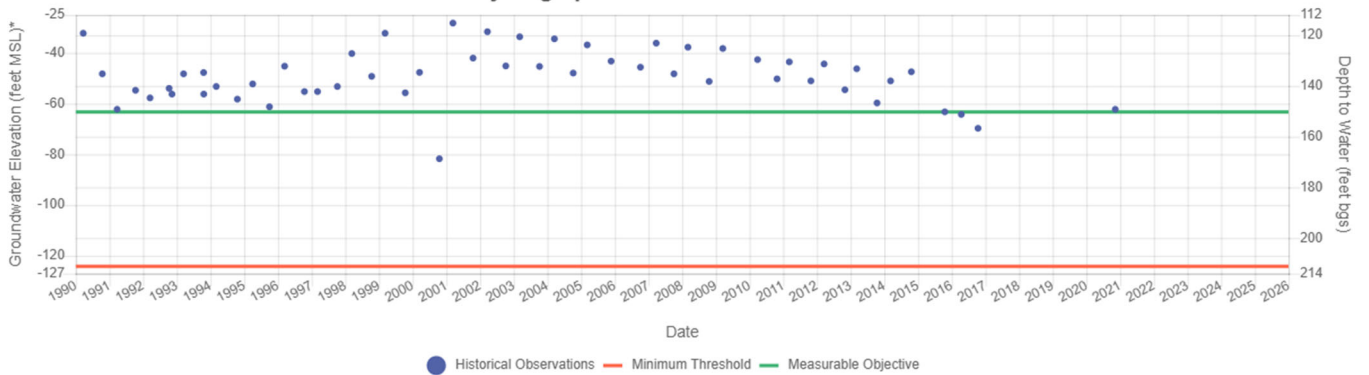 Groundwater Elevation (feet MSL)*
-25
-40
-60
-80
-100
-120
-127
112
120
140
160
180
200
214
Depth to Water (feet bgs)
1990 1991 1992 1993 1994 1995 1996 1997 1998 1999 2000 2001 2002 2003 2004 2005 2006 2007 2008 2009 2010 2011 2012 2013 2014 2015 2016 2017 2018 2019 2020 2021 2022 2023 2024 2025 2026
Date
Historical Observations Minimum Threshold Measurable Objective